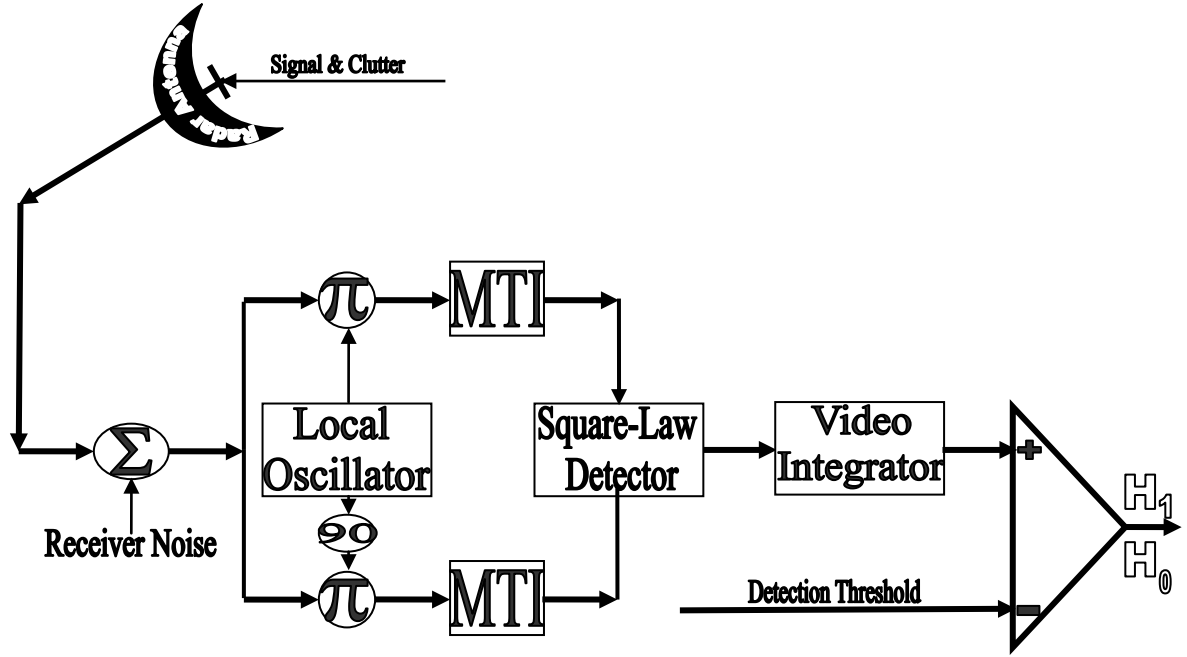 Radar Antenna
Signal & Clutter
π
MTI
Local
Oscillator
Square-Law
Detector
Video
Integrator
+
Σ
Receiver Noise
90
π
MTI
Detection Threshold
−
H₁
H₀